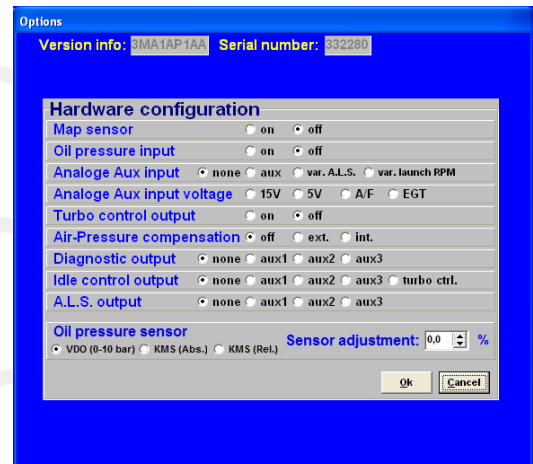 Options
Version info: 3MA1AP1AA Serial number: 332280
Hardware configuration
Map sensor on off
Oil pressure input on off
Analoge Aux input none aux var. A.L.S. var. launch RPM
Analoge Aux input voltage 15V 5V A/F EGT
Turbo control output on off
Air-Pressure compensation off ext. int.
Diagnostic output none aux1 aux2 aux3
Idle control output none aux1 aux2 aux3 turbo ctrl.
A.L.S. output none aux1 aux2 aux3
Oil pressure sensor
Sensor adjustment: 0,0 %
VDO (0-10 bar) KMS (Abs.) KMS (Rel.)
Ok Cancel